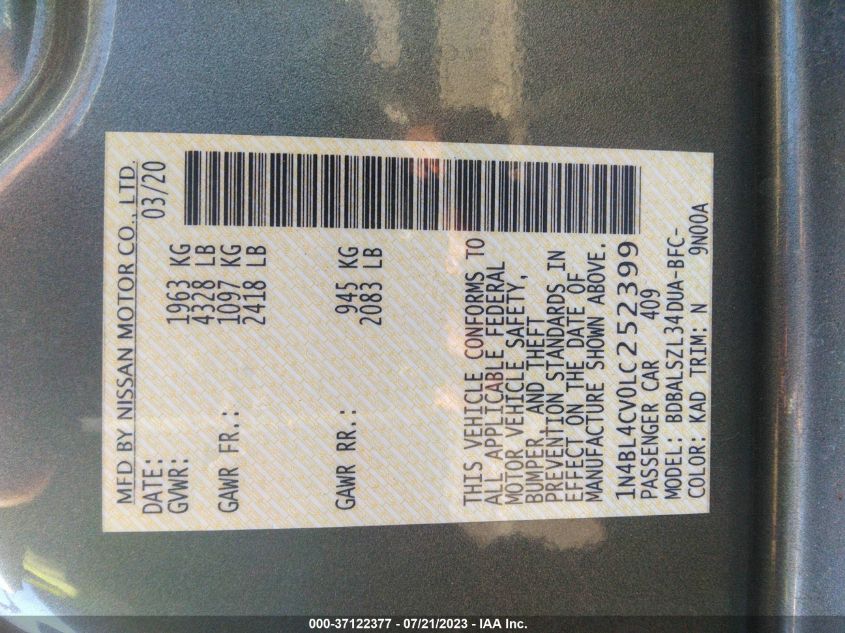 MFD BY NISSAN MOTOR CO., LTD.
DATE: 03/20
GVWR: 1963 KG
4328 LB
GAWR FR.: 1097 KG
2418 LB
GAWR RR.: 945 KG
2083 LB
THIS VEHICLE CONFORMS TO
ALL APPLICABLE FEDERAL
MOTOR VEHICLE SAFETY,
BUMPER, AND THEFT
PREVENTION STANDARDS IN
EFFECT ON THE DATE OF
MANUFACTURE SHOWN ABOVE.
1N4BL4CV0LC252399
PASSENGER CAR 409
MODEL: BDBALSZL34DUA-BFC-
COLOR: KAD TRIM: N 9N00A
000-37122377 - 07/21/2023 - IAA Inc.